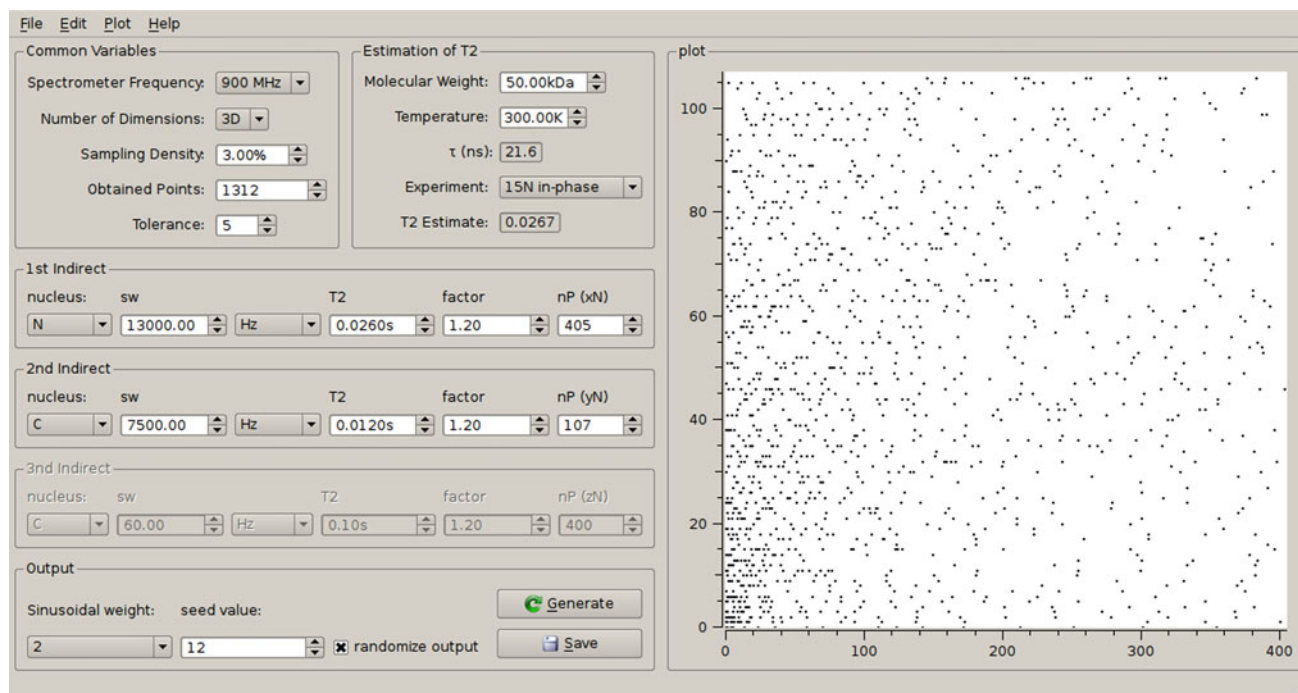 File Edit Plot Help
Common Variables
Spectrometer Frequency: 900 MHz
Number of Dimensions: 3D
Sampling Density: 3.00%
Obtained Points: 1312
Tolerance: 5
Estimation of T2
Molecular Weight: 50.00kDa
Temperature: 300.00K
τ (ns): 21.6
Experiment: 15N in-phase
T2 Estimate: 0.0267
1st Indirect
nucleus: sw T2 factor nP (xN)
N 13000.00 Hz 0.0260s 1.20 405
2nd Indirect
nucleus: sw T2 factor nP (yN)
C 7500.00 Hz 0.0120s 1.20 107
3nd Indirect
nucleus: sw T2 factor nP (zN)
C 60.00 Hz 0.10s 1.20 400
Output
Sinusoidal weight: seed value:
2 12 randomize output
Generate
Save
plot
100
80
60
40
20
0
0 100 200 300 400